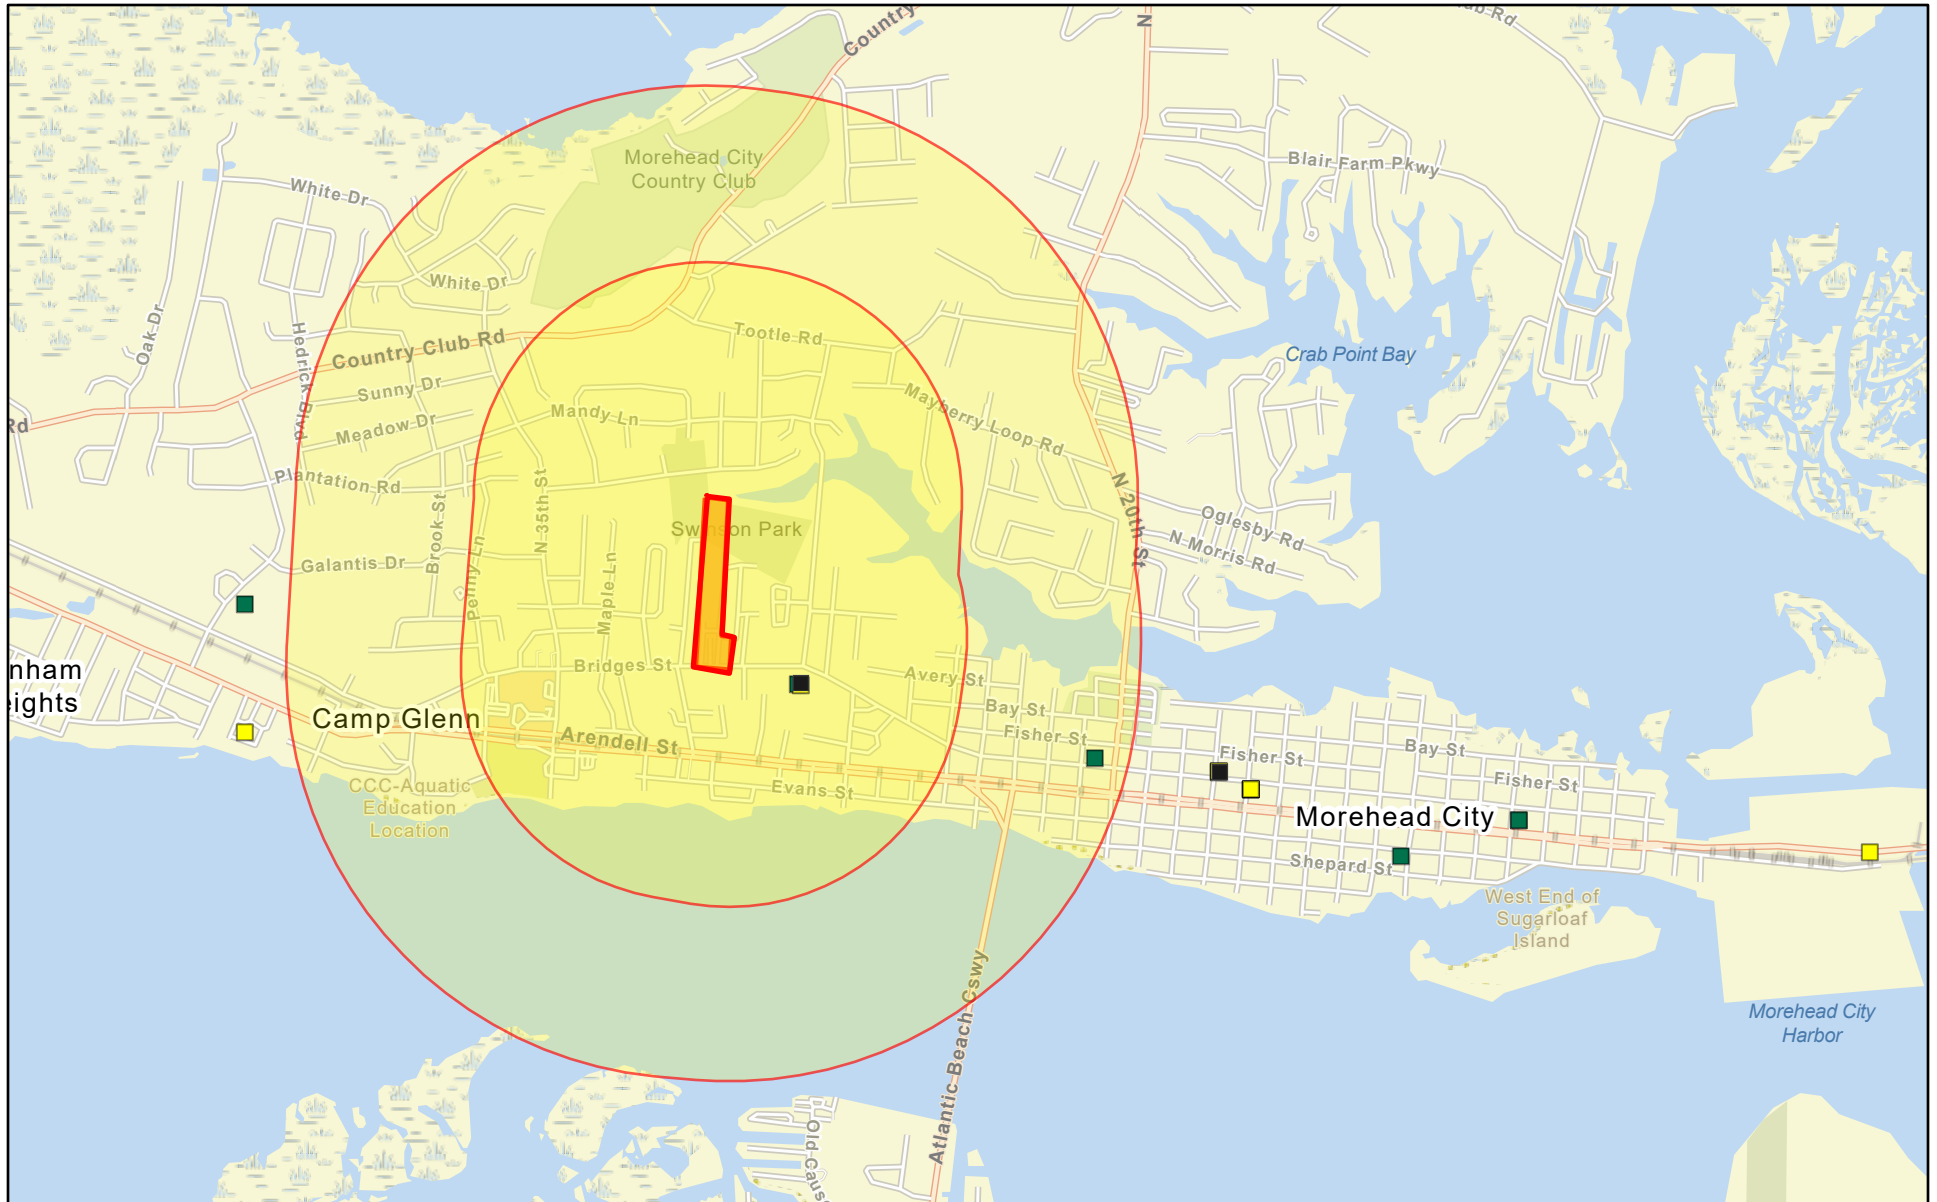 Country
N
ub Rd
Morehead City
Country Club
Blair Farm Pkwy
White Dr
White Dr
Oak Dr
Hedrick Blvd
Country Club Rd
Tootle Rd
Crab Point Bay
Sunny Dr
Mandy Ln
Mayberry Loop Rd
Rd
Meadow Dr
Plantation Rd
Brook St
N 35th St
N 20th St
Swinson Park
Oglesby Rd
N Morris Rd
Galantis Dr
Penny Ln
Maple Ln
Bridges St
Avery St
nham
eights
Camp Glenn
Bay St
Arendell St
Fisher St
Fisher St
Bay St
Fisher St
CCC-Aquatic
Education
Location
Evans St
Morehead City
Shepard St
West End of
Sugarloaf
Island
Atlantic Beach Cswy
Morehead City
Harbor
Old Caus